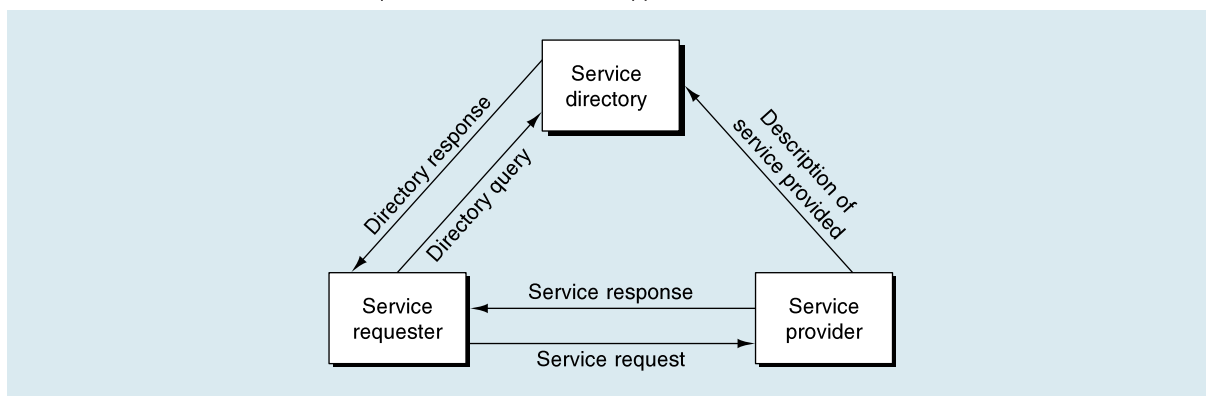 Service
directory
Directory response
Directory query
Description of
service provided
Service
requester
Service response
Service request
Service
provider